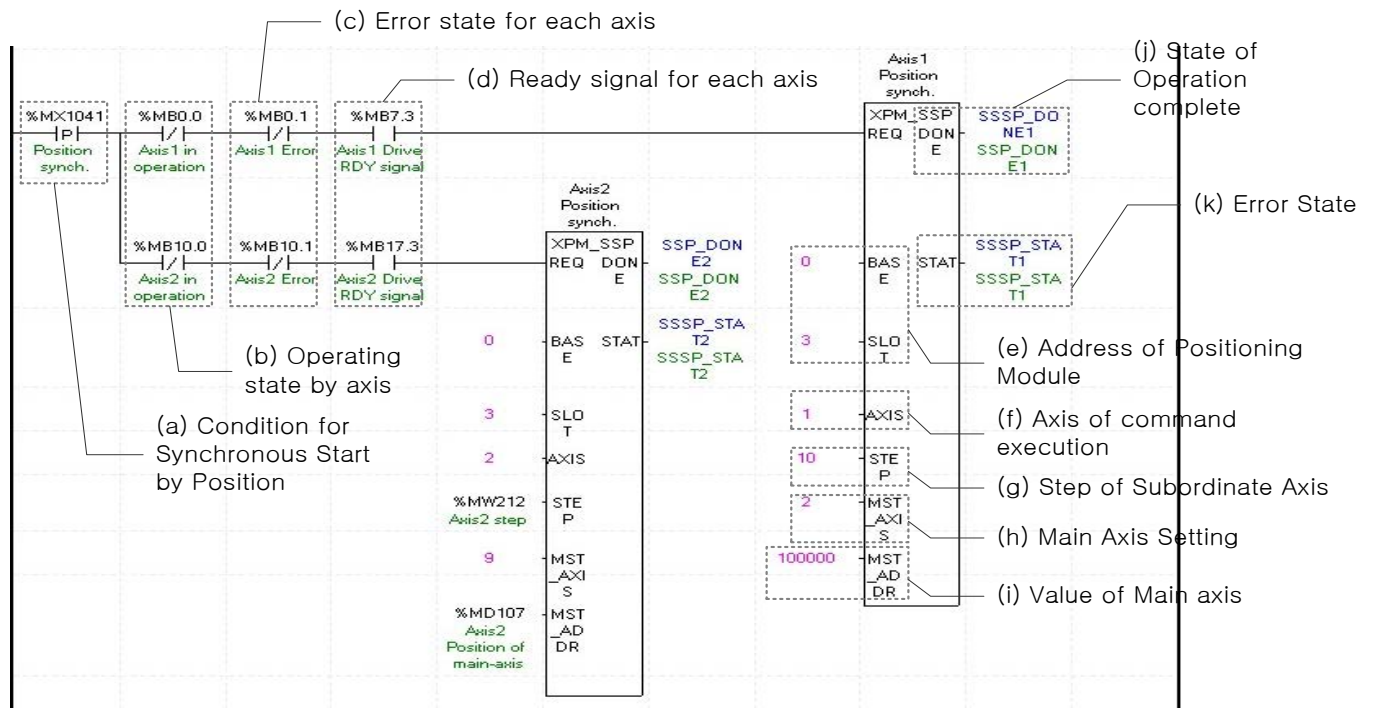 (c) Error state for each axis
(d) Ready signal for each axis
(j) State of
Operation
complete
Axis1
Position
synch.
%MX1041
P
Position
synch.
%MB0.0
Axis1 in
operation
%MB0.1
Axis1 Error
%MB7.3
Axis1 Drive
RDY signal
XPM_SSP
REQ DON
E
SSSP_DO
NE1
SSP_DON
E1
Axis2
Position
synch.
(k) Error State
%MB10.0
Axis2 in
operation
%MB10.1
Axis2 Error
%MB17.3
Axis2 Drive
RDY signal
XPM_SSP
REQ DON
E
SSP_DON
E2
SSP_DON
E2
0
BAS
E
STAT
SSSP_STA
T1
SSSP_STA
T1
0
BAS
E
STAT
SSSP_STA
T2
SSSP_STA
T2
3
SLO
T
(b) Operating
state by axis
(e) Address of Positioning
Module
3
SLO
T
1
AXIS
(f) Axis of command
execution
(a) Condition for
Synchronous Start
by Position
2
AXIS
10
STE
P
(g) Step of Subordinate Axis
%MW212
Axis2 step
STE
P
2
MST
_AXI
S
(h) Main Axis Setting
9
MST
_AXI
S
100000
MST
_AD
DR
(i) Value of Main axis
%MD107
Axis2
Position of
main-axis
MST
_AD
DR